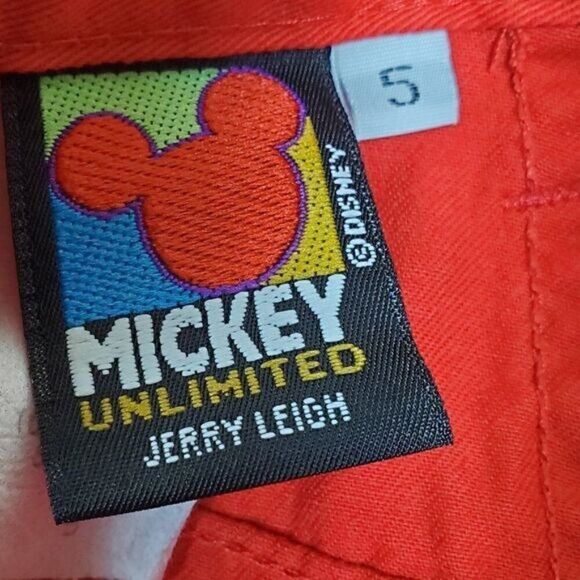 5
© DISNEY
MICKEY
UNLIMITED
JERRY LEIGH